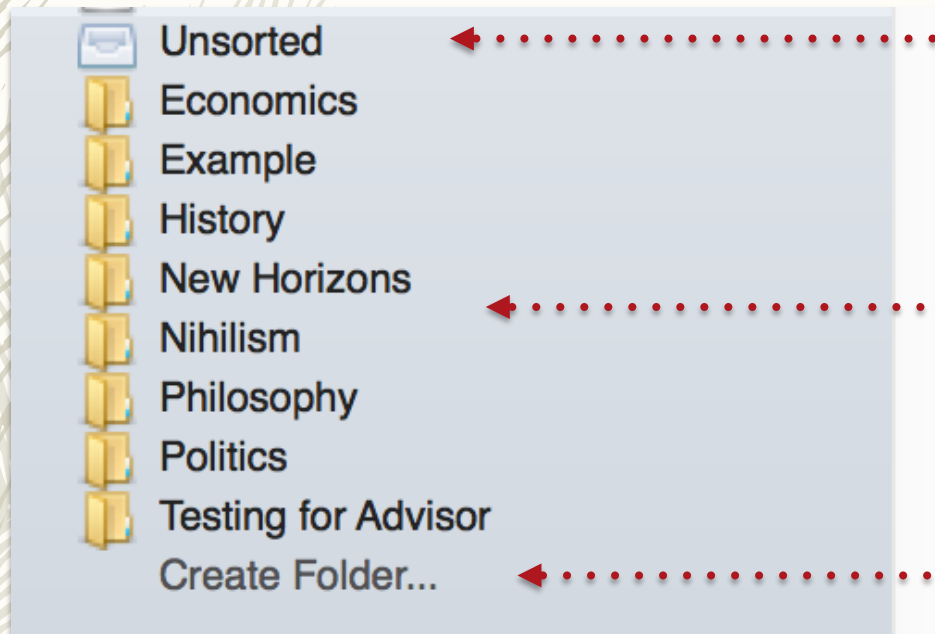 Unsorted
Economics
Example
History
New Horizons
Nihilism
Philosophy
Politics
Testing for Advisor
Create Folder...